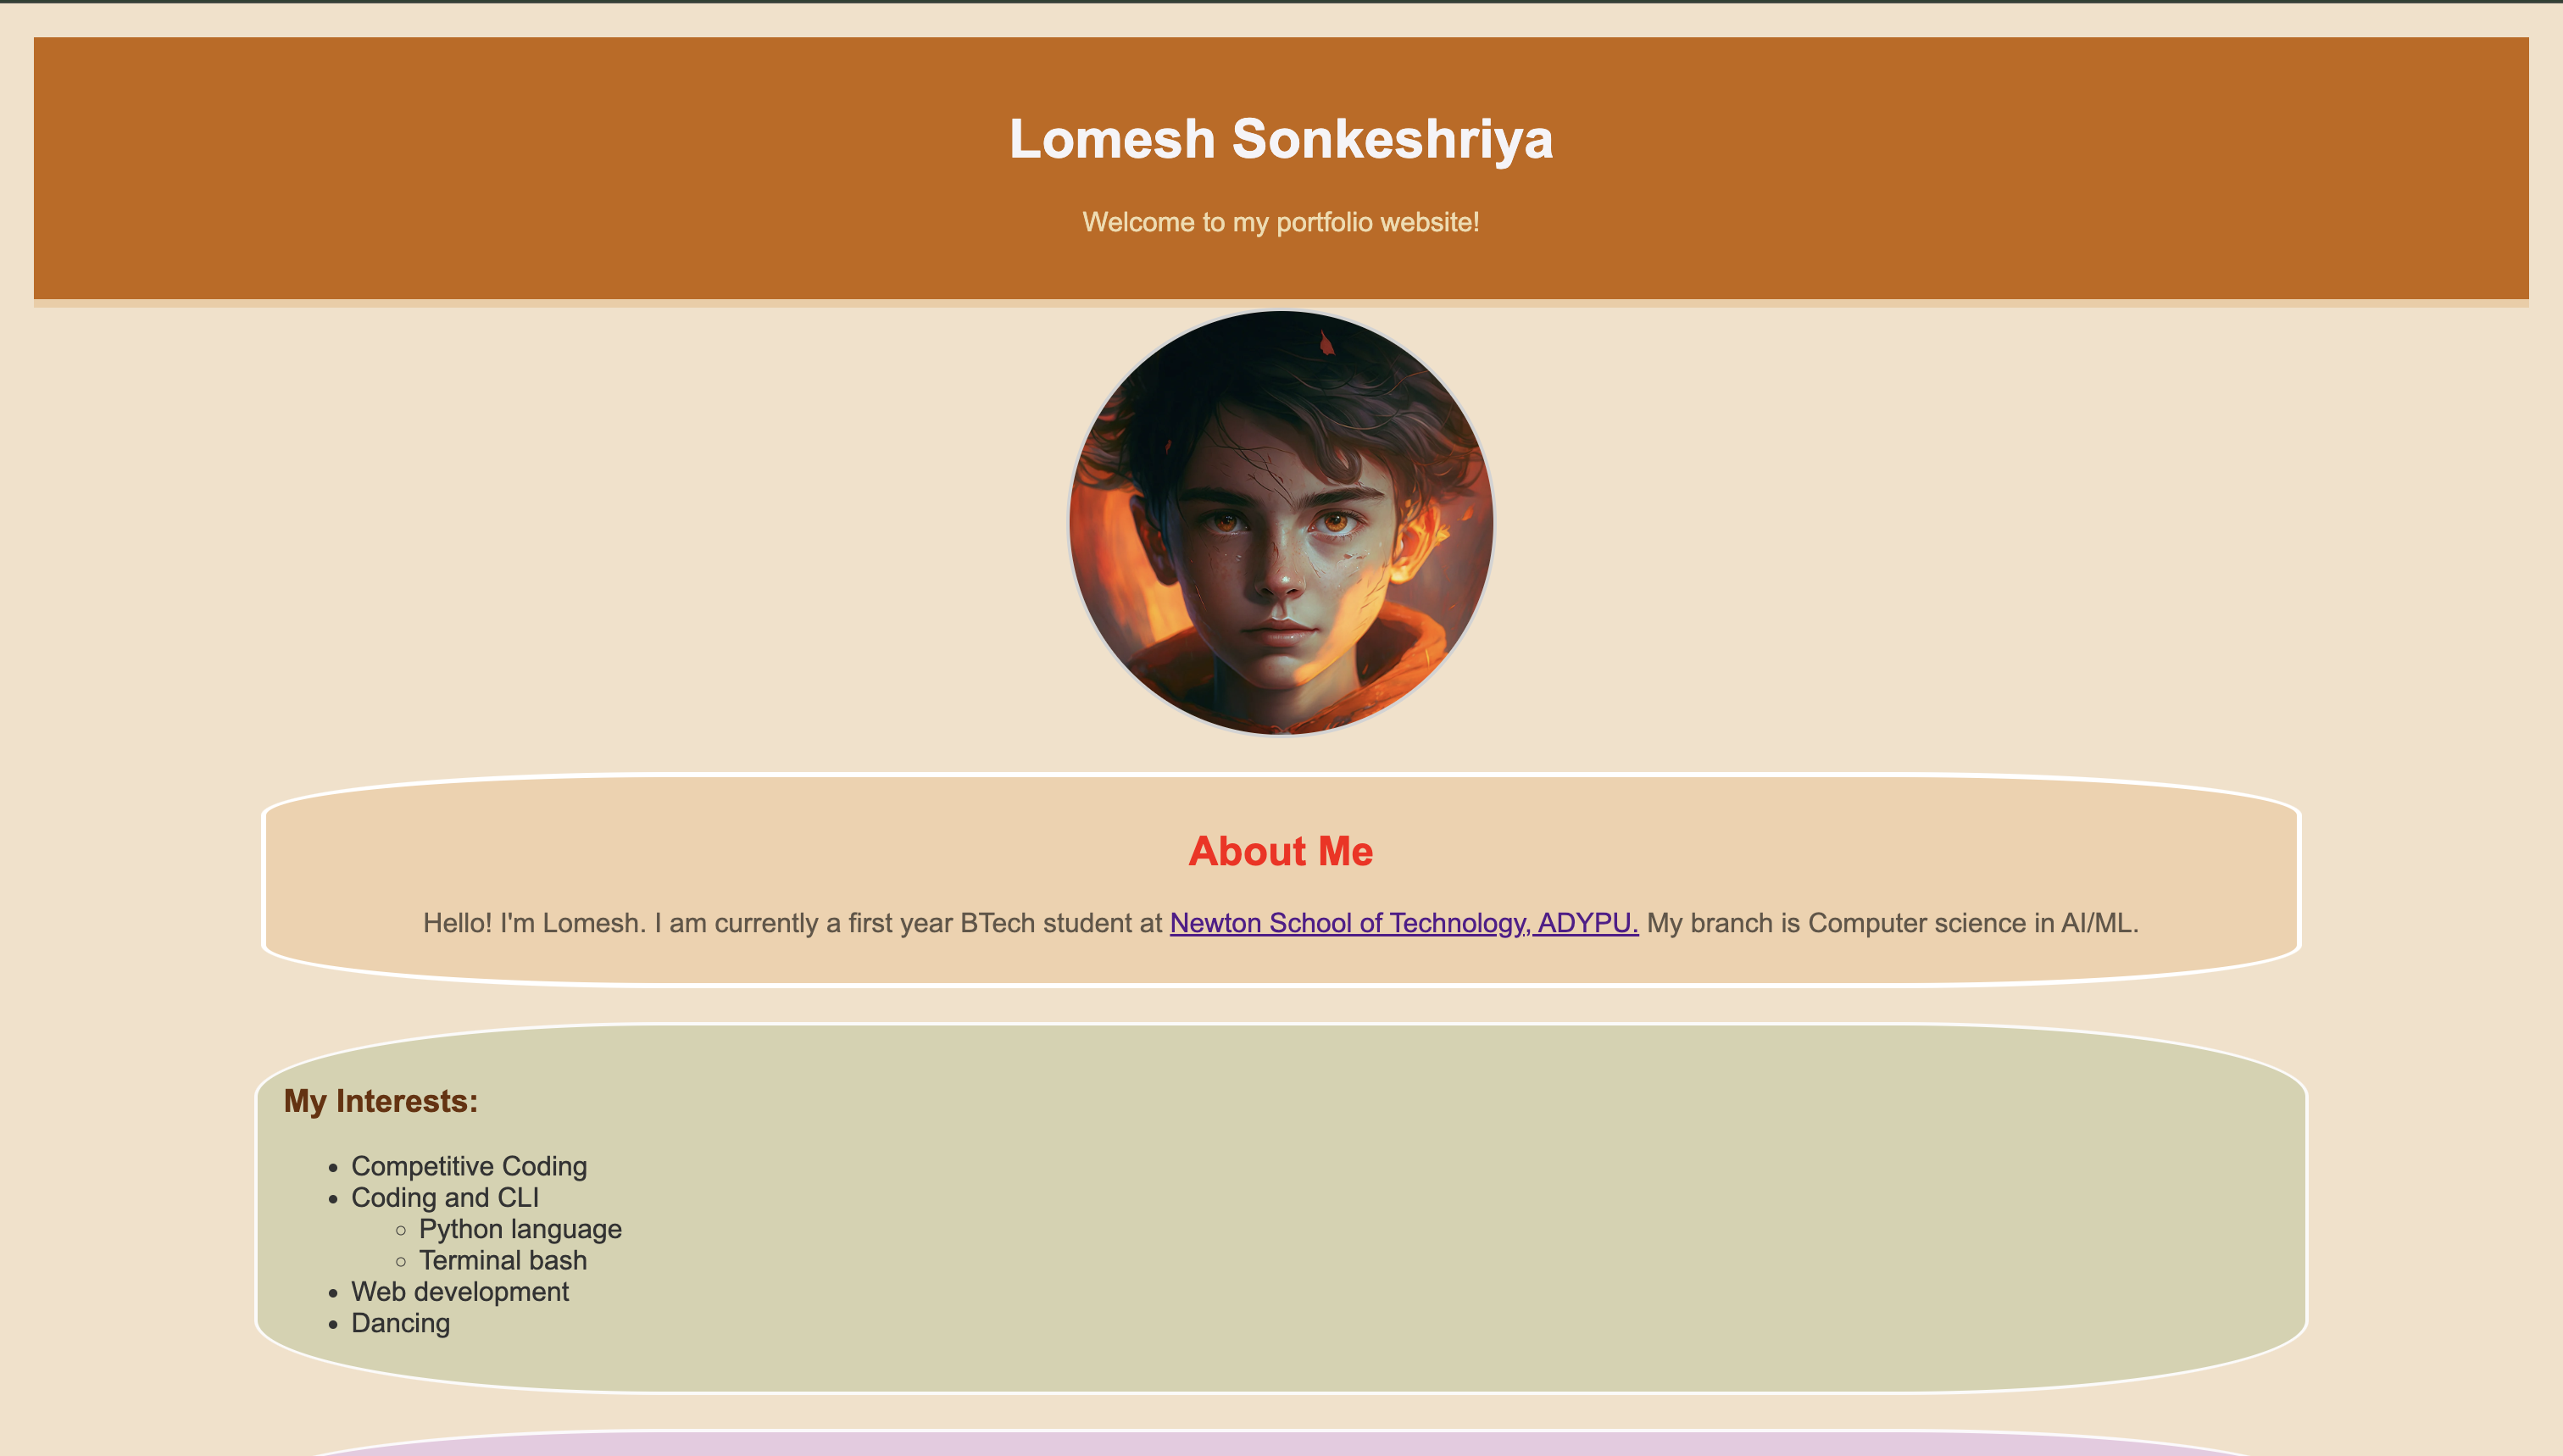 Lomesh Sonkeshriya
Welcome to my portfolio website!
About Me
Hello! I'm Lomesh. I am currently a first year BTech student at Newton School of Technology, ADYPU. My branch is Computer science in AI/ML.
My Interests:
Competitive Coding
Coding and CLI
Python language
Terminal bash
Web development
Dancing